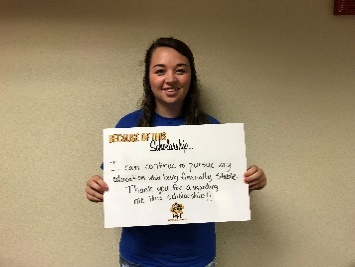 BECAUSE OF THIS
Scholarship...
I can continue to pursue my
education while being financially stable.
Thank you for awarding
me this scholarship!!